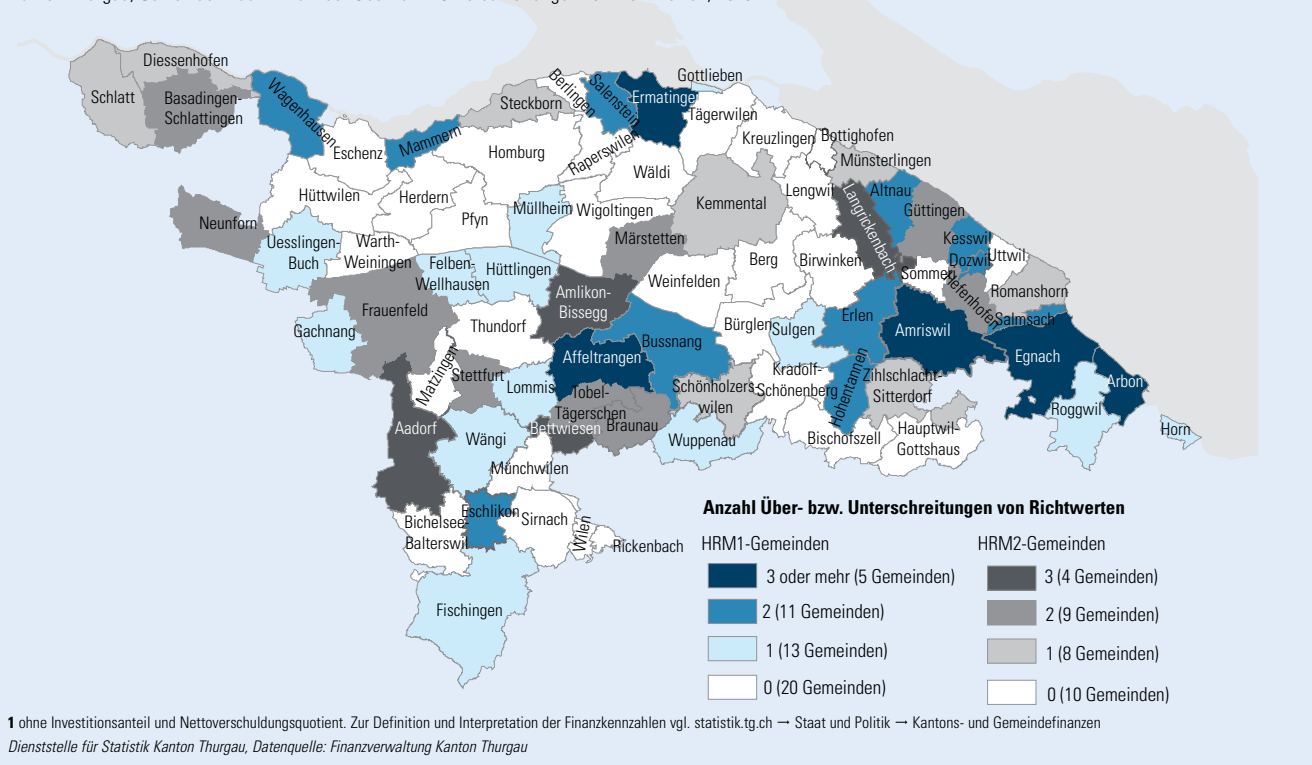 Diessenhofen
Schlatt
Basadingen-
Schlattingen
Wagenhausen
Eschenz
Mammern
Steckborn
Berlingen
Salenstein
Ermatingen
Gottlieben
Tägerwilen
Kreuzlingen
Bottighofen
Münsterlingen
Homburg
Raperswilen
Wäldi
Kemmental
Lengwil
Langrickenbach
Altnau
Güttingen
Kesswil
Dozwil
Uttwil
Hüttwilen
Herdern
Pfyn
Müllheim
Wigoltingen
Märstetten
Neunforn
Uesslingen-
Buch
Warth-
Weiningen
Felben-
Wellhausen
Hüttlingen
Weinfelden
Berg
Birwinken
Sommeri
Hefenhofen
Romanshorn
Salmsach
Frauenfeld
Gachnang
Thundorf
Amlikon-
Bissegg
Bussnang
Bürglen
Sulgen
Erlen
Amriswil
Egnach
Arbon
Matzingen
Stettfurt
Lommis
Affeltrangen
Tobel-
Tägerschen
Braunau
Bettwiesen
Schönholzers-
wilen
Kradolf-
Schönenberg
Hohentannen
Zihlschlacht-
Sitterdorf
Roggwil
Horn
Aadorf
Wängi
Münchwilen
Wuppenau
Bischofszell
Hauptwil-
Gottshaus
Bichelsee-
Balterswil
Eschlikon
Sirnach
Wilen
Rickenbach
Fischingen
Anzahl Über- bzw. Unterschreitungen von Richtwerten
HRM1-Gemeinden
3 oder mehr (5 Gemeinden)
2 (11 Gemeinden)
1 (13 Gemeinden)
0 (20 Gemeinden)
HRM2-Gemeinden
3 (4 Gemeinden)
2 (9 Gemeinden)
1 (8 Gemeinden)
0 (10 Gemeinden)
1 ohne Investitionsanteil und Nettoverschuldungsquotient. Zur Definition und Interpretation der Finanzkennzahlen vgl. statistik.tg.ch → Staat und Politik → Kantons- und Gemeindefinanzen
Dienststelle für Statistik Kanton Thurgau, Datenquelle: Finanzverwaltung Kanton Thurgau